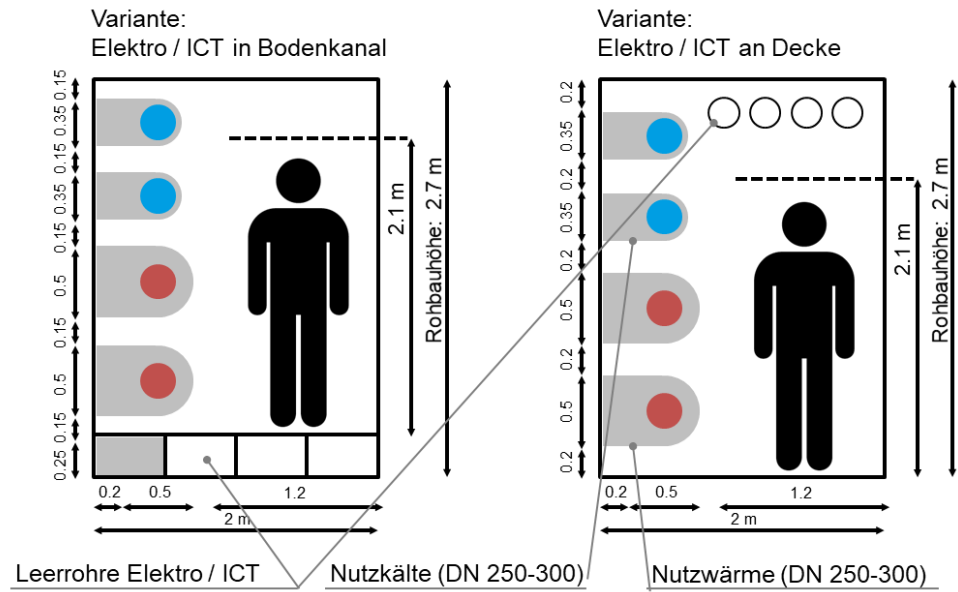 Variante:
Elektro / ICT in Bodenkanal
0.15
0.35
0.15
0.35
0.15
0.5
0.15
0.5
0.15
0.25
2.1 m
Rohbauhöhe: 2.7 m
0.2 0.5 1.2
2 m
Variante:
Elektro / ICT an Decke
0.2
0.35
0.2
0.35
0.2
0.5
0.2
0.5
0.2
2.1 m
Rohbauhöhe: 2.7 m
0.2 0.5 1.2
2 m
Leerrohre Elektro / ICT
Nutzkälte (DN 250-300)
Nutzwärme (DN 250-300)